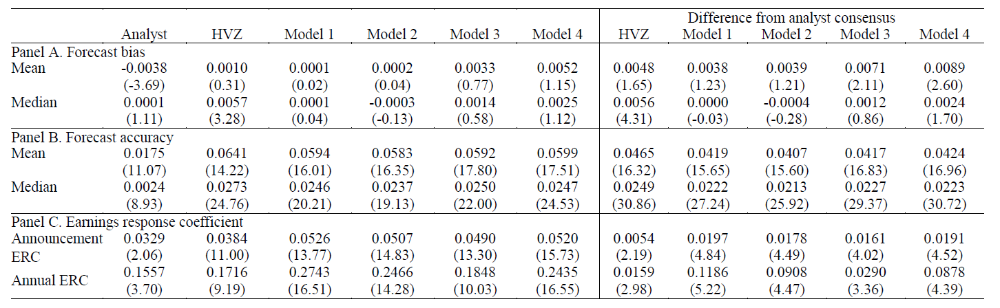 Difference from analyst consensus
Analyst HVZ Model 1 Model 2 Model 3 Model 4 HVZ Model 1 Model 2 Model 3 Model 4
Panel A. Forecast bias
Mean -0.0038 0.0010 0.0001 0.0002 0.0033 0.0052 0.0048 0.0038 0.0039 0.0071 0.0089
(-3.69) (0.31) (0.02) (0.04) (0.77) (1.15) (1.65) (1.23) (1.21) (2.11) (2.60)
Median 0.0001 0.0057 0.0001 -0.0003 0.0014 0.0025 0.0056 0.0000 -0.0004 0.0012 0.0024
(1.11) (3.28) (0.04) (-0.13) (0.58) (1.12) (4.31) (-0.03) (-0.28) (0.86) (1.70)
Panel B. Forecast accuracy
Mean 0.0175 0.0641 0.0594 0.0583 0.0592 0.0599 0.0465 0.0419 0.0407 0.0417 0.0424
(11.07) (14.22) (16.01) (16.35) (17.80) (17.51) (16.32) (15.65) (15.60) (16.83) (16.96)
Median 0.0024 0.0273 0.0246 0.0237 0.0250 0.0247 0.0249 0.0222 0.0213 0.0227 0.0223
(8.93) (24.76) (20.21) (19.13) (22.00) (24.53) (30.86) (27.24) (25.92) (29.37) (30.72)
Panel C. Earnings response coefficient
Announcement 0.0329 0.0384 0.0526 0.0507 0.0490 0.0520 0.0054 0.0197 0.0178 0.0161 0.0191
ERC (2.06) (11.00) (13.77) (14.83) (13.30) (15.73) (2.19) (4.84) (4.49) (4.02) (4.52)
Annual ERC 0.1557 0.1716 0.2743 0.2466 0.1848 0.2435 0.0159 0.1186 0.0908 0.0290 0.0878
(3.70) (9.19) (16.51) (14.28) (10.03) (16.55) (2.98) (5.22) (4.47) (3.36) (4.39)